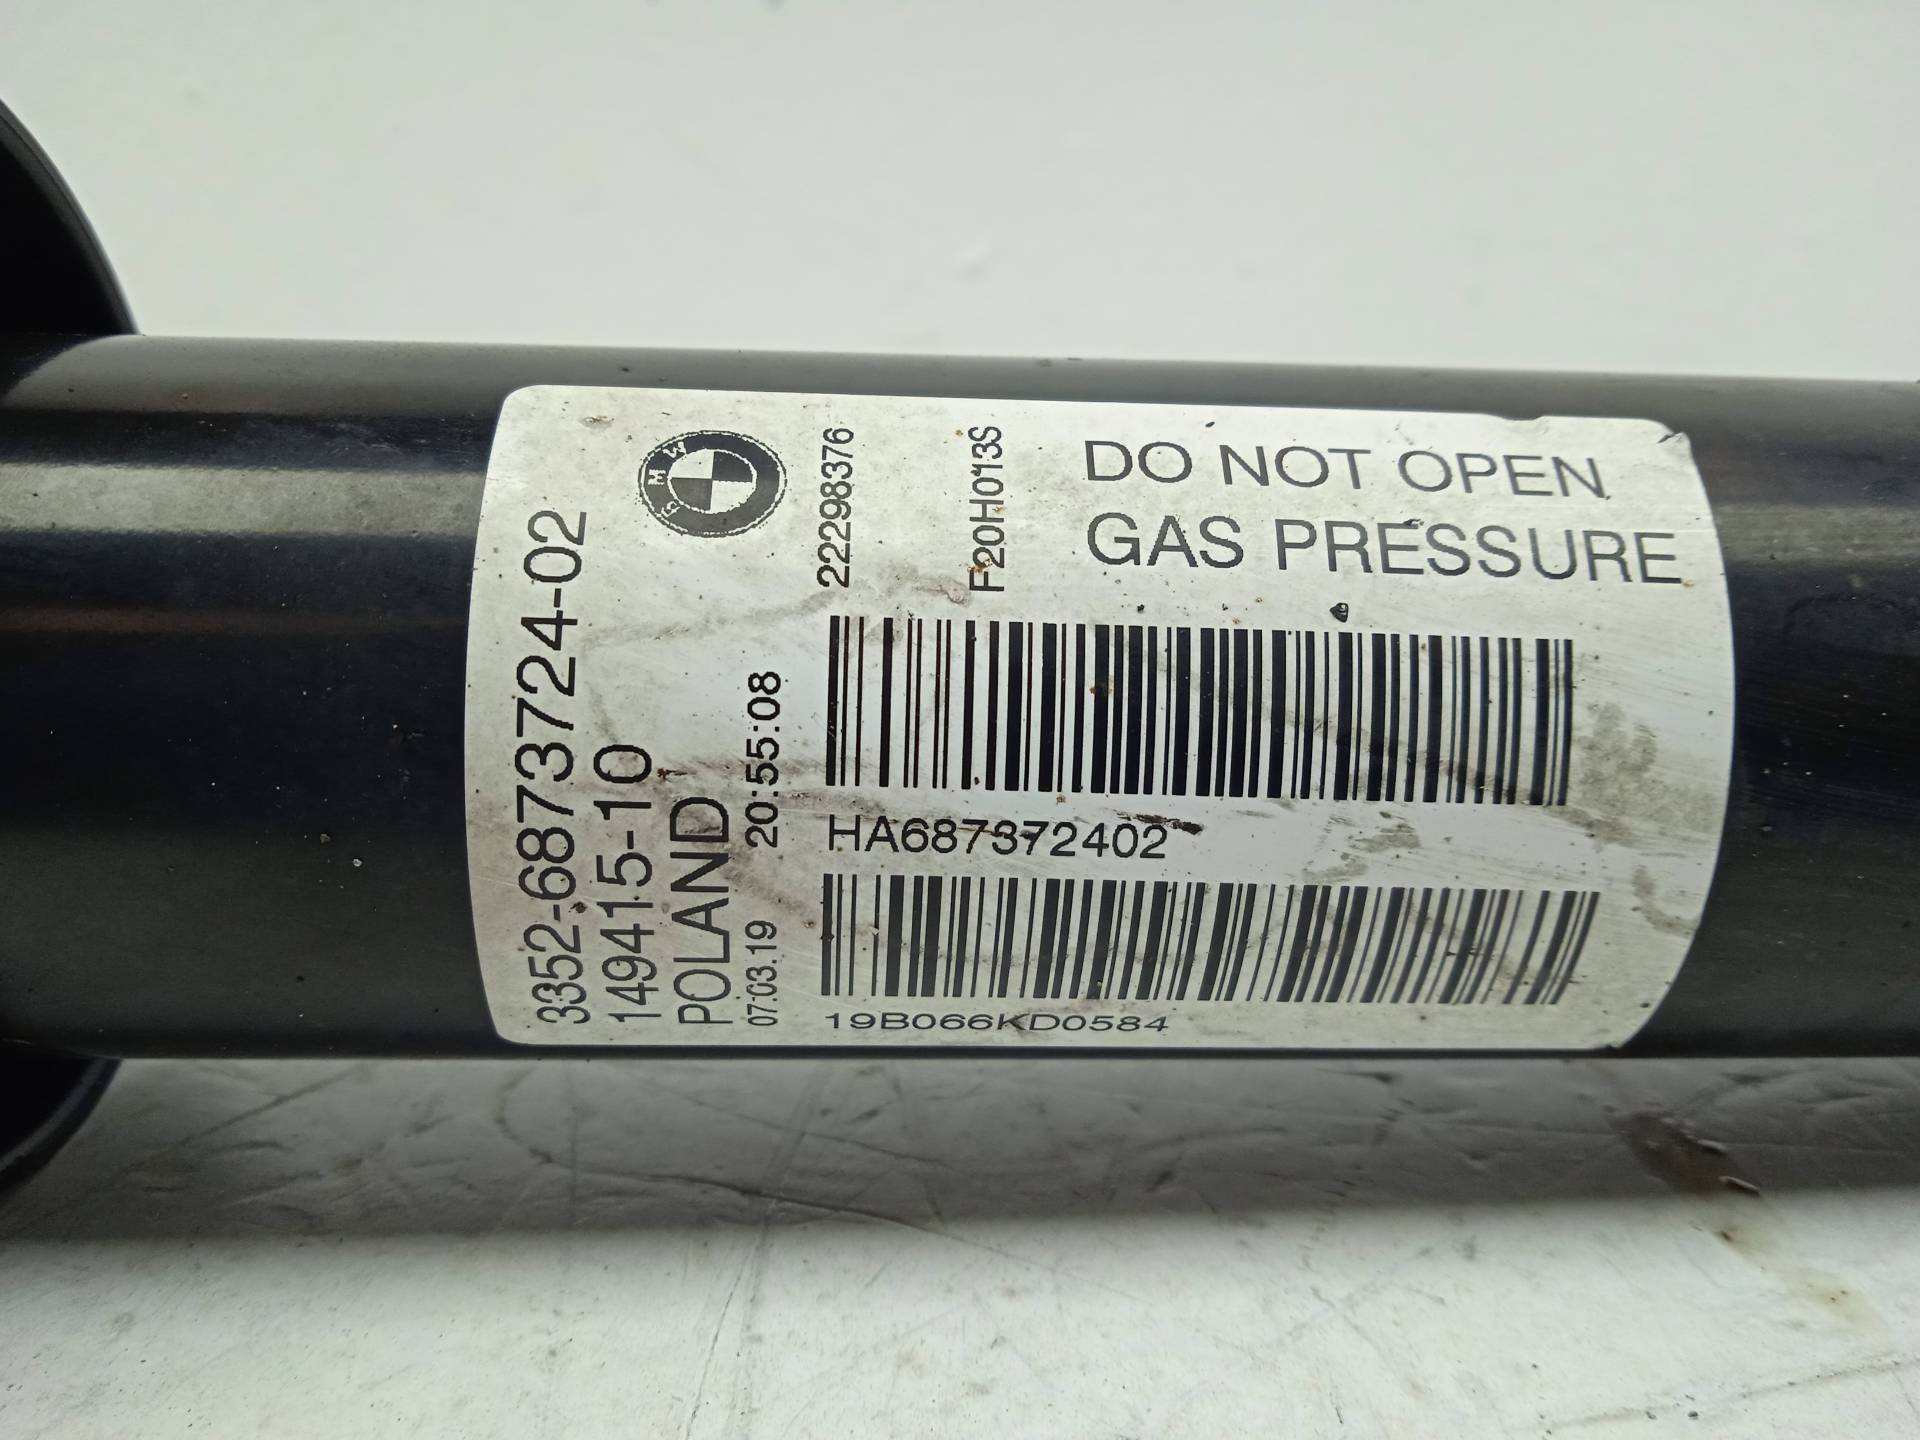 3352-6873724-02
149415-10
POLAND
07.03.19 20:55:08
BMW
22298376
F20H013S
DO NOT OPEN
GAS PRESSURE
HA687372402
19B066KD0584